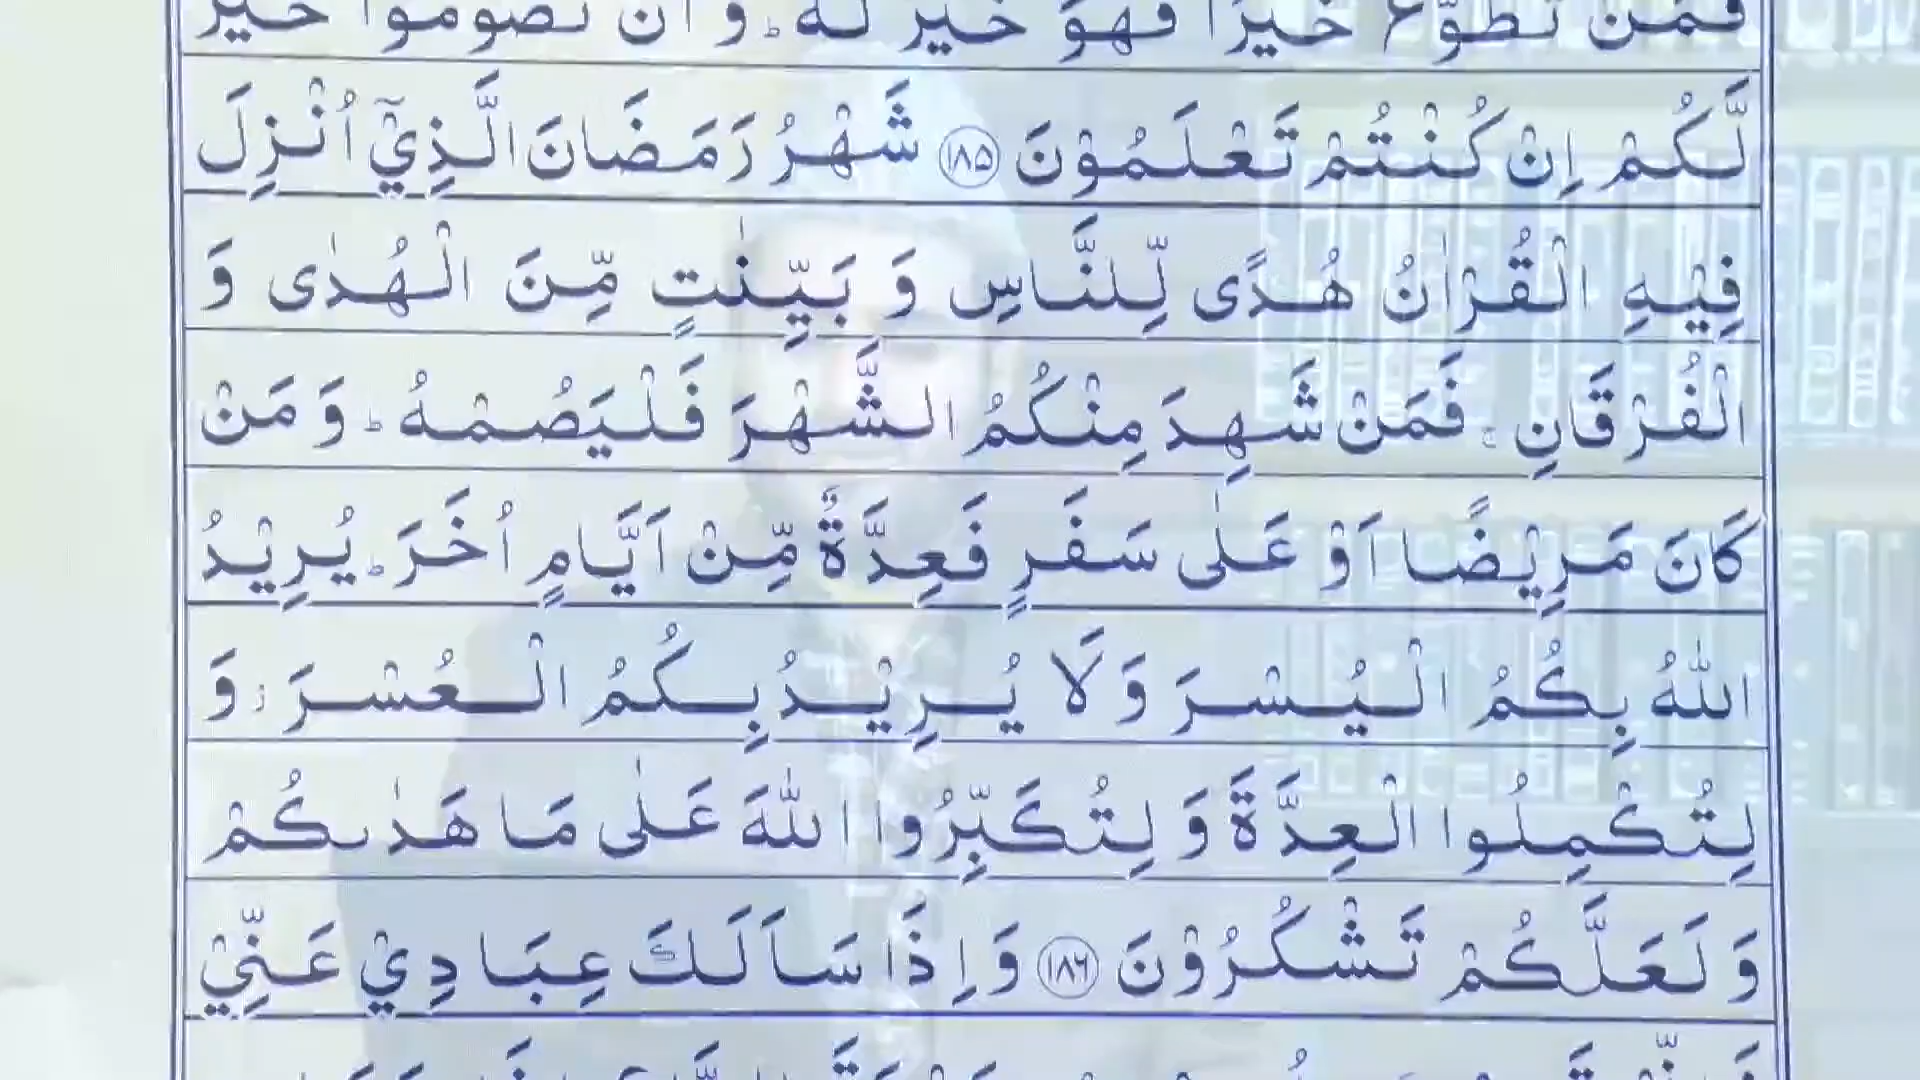 فَمَنْ تَطَوَّعَ خَيْرًا فَهُوَ خَيْرٌ لَّهٗ ؕ وَ اَنْ تَصُوْمُوْا خَيْرٌ
لَّكُمْ اِنْ كُنْتُمْ تَعْلَمُوْنَ ﴿۱۸۵﴾ شَهْرُ رَمَضَانَ الَّذِيْۤ اُنْزِلَ
فِيْهِ الْقُرْاٰنُ هُدًى لِّلنَّاسِ وَ بَيِّنٰتٍ مِّنَ الْهُدٰى وَ
الْفُرْقَانِ ۚ فَمَنْ شَهِدَ مِنْكُمُ الشَّهْرَ فَلْيَصُمْهُ ؕ وَ مَنْ
كَانَ مَرِيْضًا اَوْ عَلٰى سَفَرٍ فَعِدَّةٌ مِّنْ اَيَّامٍ اُخَرَ ؕ يُرِيْدُ
اللّٰهُ بِكُمُ الْيُسْرَ وَ لَا يُرِيْدُ بِكُمُ الْعُسْرَ ؗ وَ
لِتُكْمِلُوا الْعِدَّةَ وَ لِتُكَبِّرُوا اللّٰهَ عَلٰى مَا هَدٰىكُمْ
وَ لَعَلَّكُمْ تَشْكُرُوْنَ ﴿۱۸۶﴾ وَ اِذَا سَاَلَكَ عِبَادِيْ عَنِّيْ